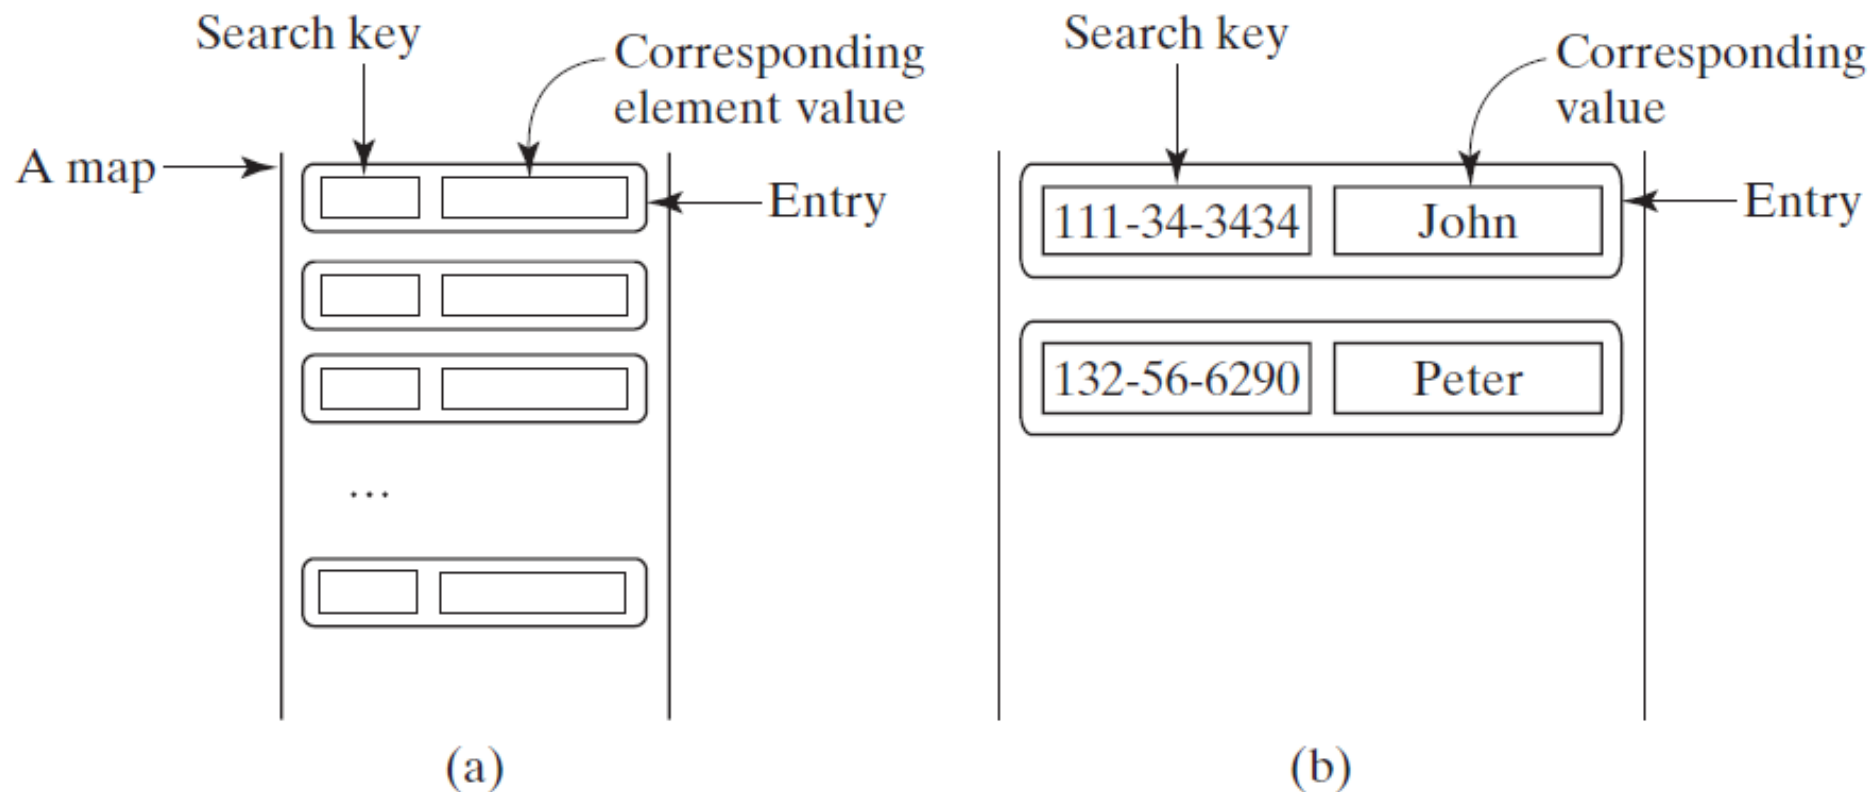 Search key
Corresponding
element value
A map
Entry
...
(a)
Search key
Corresponding
value
111-34-3434
John
Entry
132-56-6290
Peter
(b)